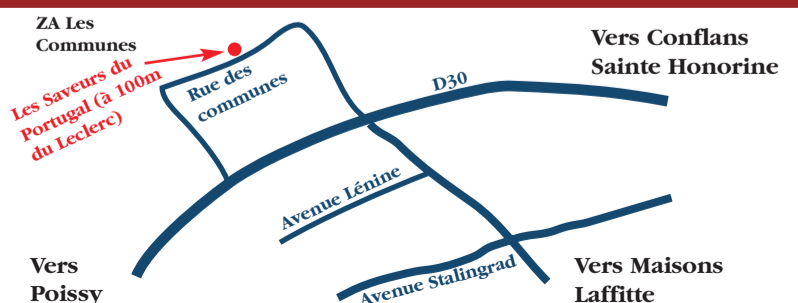 ZA Les
Communes
Vers Conflans
Sainte Honorine
Les Saveurs du
Portugal (à 100m
du Leclerc)
Rue des
communes
D30
Avenue Lénine
Vers
Poissy
Avenue Stalingrad
Vers Maisons
Laffitte